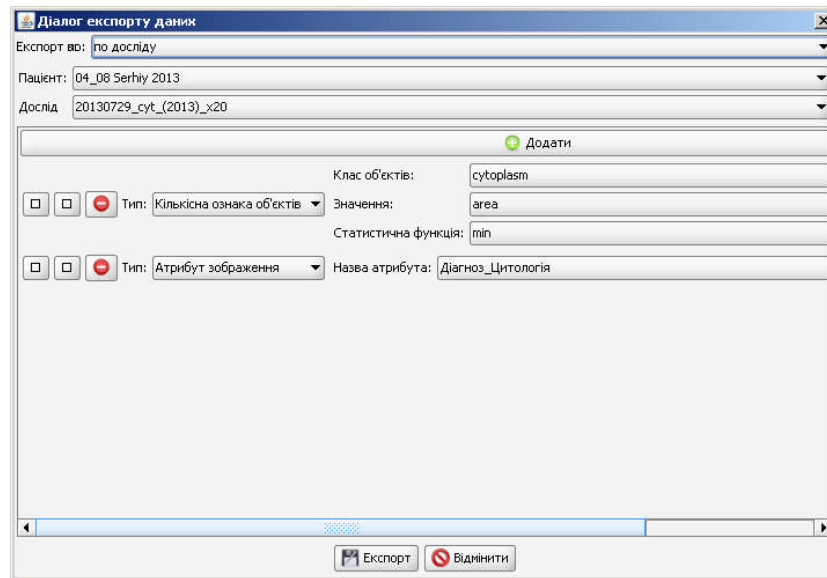 Діалог експорту даних
Експорт во: по досліду
Пацієнт: 04_08 Serhiy 2013
Дослід 20130729_cyt_(2013)_x20
Додати
Клас об'єктів: cytoplasm
Тип: Кількісна ознака об'єктів Значення: area
Статистична функція: min
Тип: Атрибут зображення Назва атрибута: Діагноз_Цитологія
Експорт Відмінити